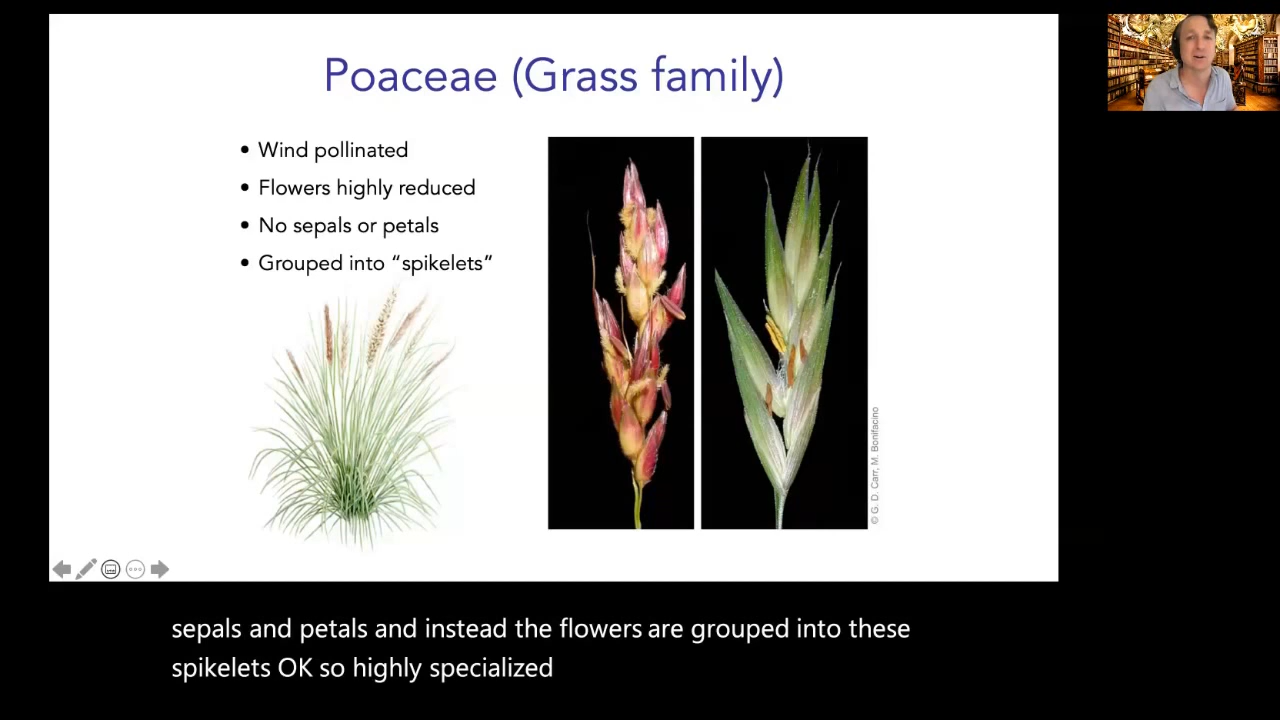 Poaceae (Grass family)
• Wind pollinated
• Flowers highly reduced
• No sepals or petals
• Grouped into “spikelets”
© G. D. Carr, M. Bonifacino
sepals and petals and instead the flowers are grouped into these
spikelets OK so highly specialized